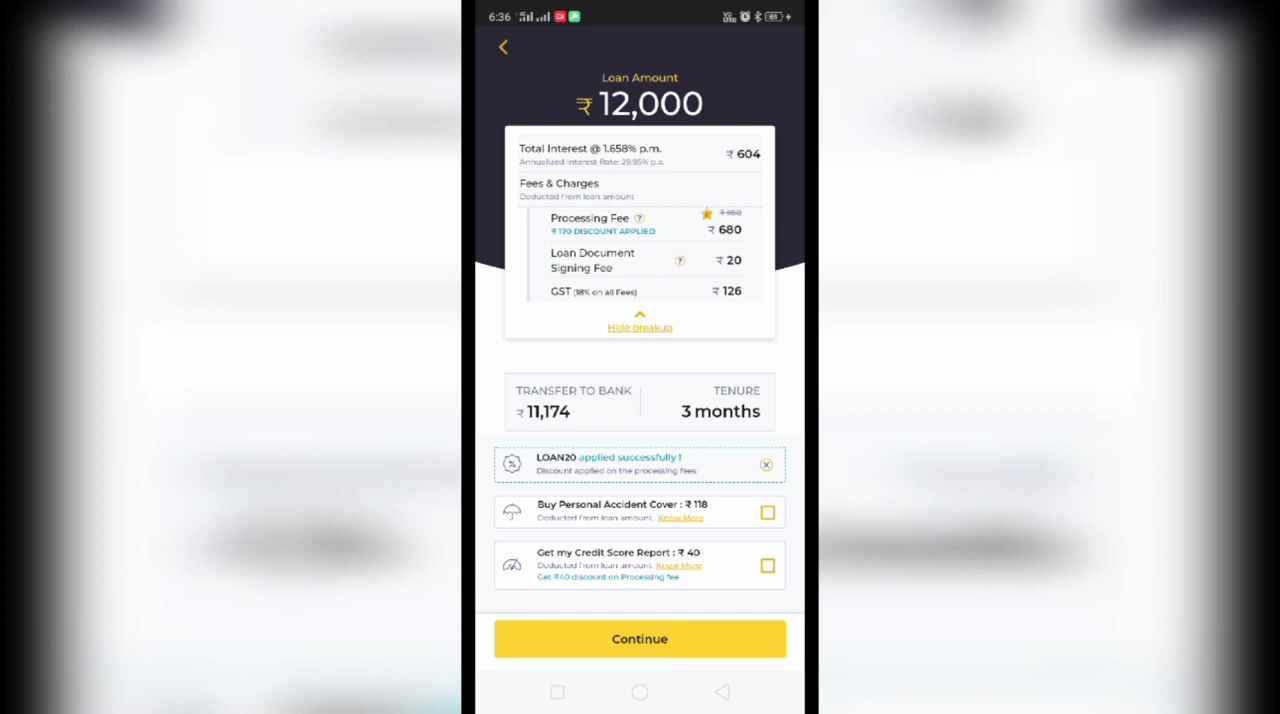 6:36
Loan Amount
₹ 12,000
Total Interest @ 1.658% p.m.
₹ 604
Annualized Interest Rate: 29.95% p.a.
Fees & Charges
Deducted from loan amount
Processing Fee ?
₹ 850
₹ 170 DISCOUNT APPLIED
₹ 680
Loan Document
Signing Fee
? ₹ 20
GST (18% on all Fees)
₹ 126
Hide breakup
TRANSFER TO BANK
TENURE
₹ 11,174
3 months
LOAN20 applied successfully !
Discount applied on the processing fees
Buy Personal Accident Cover : ₹ 118
Deducted from loan amount. Know More
Get my Credit Score Report : ₹ 40
Deducted from loan amount Know More
Get ₹40 discount on Processing fee
Continue